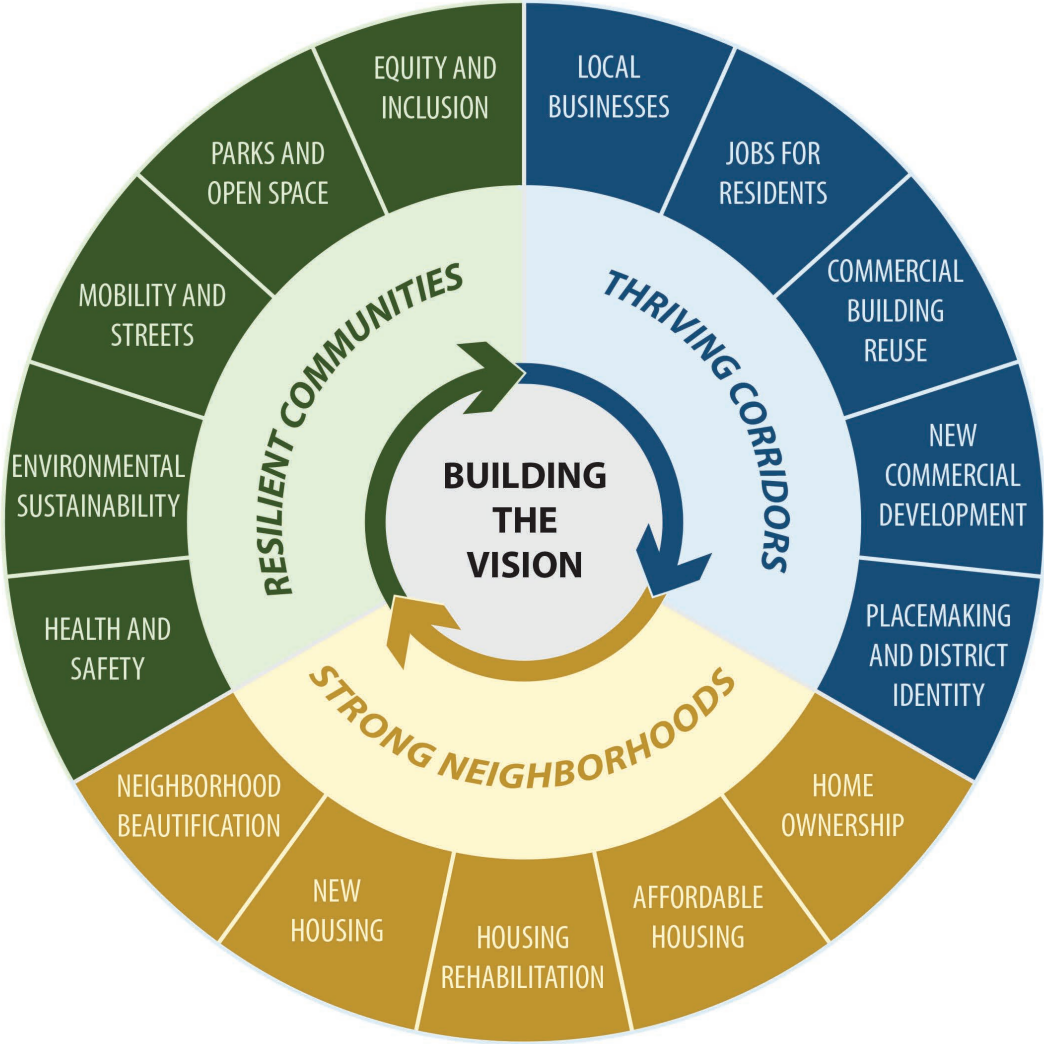 BUILDING
THE
VISION
THRIVING CORRIDORS
LOCAL
BUSINESSES
JOBS FOR
RESIDENTS
COMMERCIAL
BUILDING
REUSE
NEW
COMMERCIAL
DEVELOPMENT
PLACEMAKING
AND DISTRICT
IDENTITY
STRONG NEIGHBORHOODS
HOME
OWNERSHIP
AFFORDABLE
HOUSING
HOUSING
REHABILITATION
NEW
HOUSING
NEIGHBORHOOD
BEAUTIFICATION
RESILIENT COMMUNITIES
HEALTH AND
SAFETY
ENVIRONMENTAL
SUSTAINABILITY
MOBILITY AND
STREETS
PARKS AND
OPEN SPACE
EQUITY AND
INCLUSION